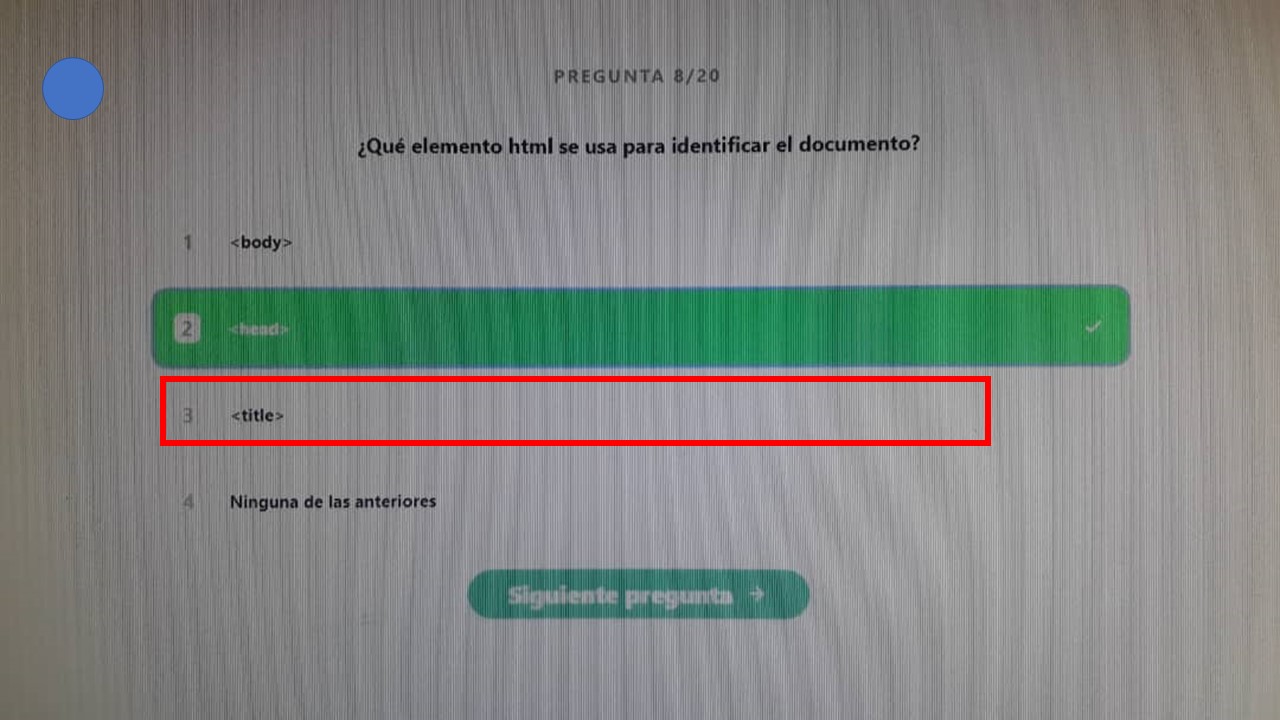 PREGUNTA 8/20
¿Qué elemento html se usa para identificar el documento?
1 <body>
2 <head>
3 <title>
4 Ninguna de las anteriores
Siguiente pregunta →